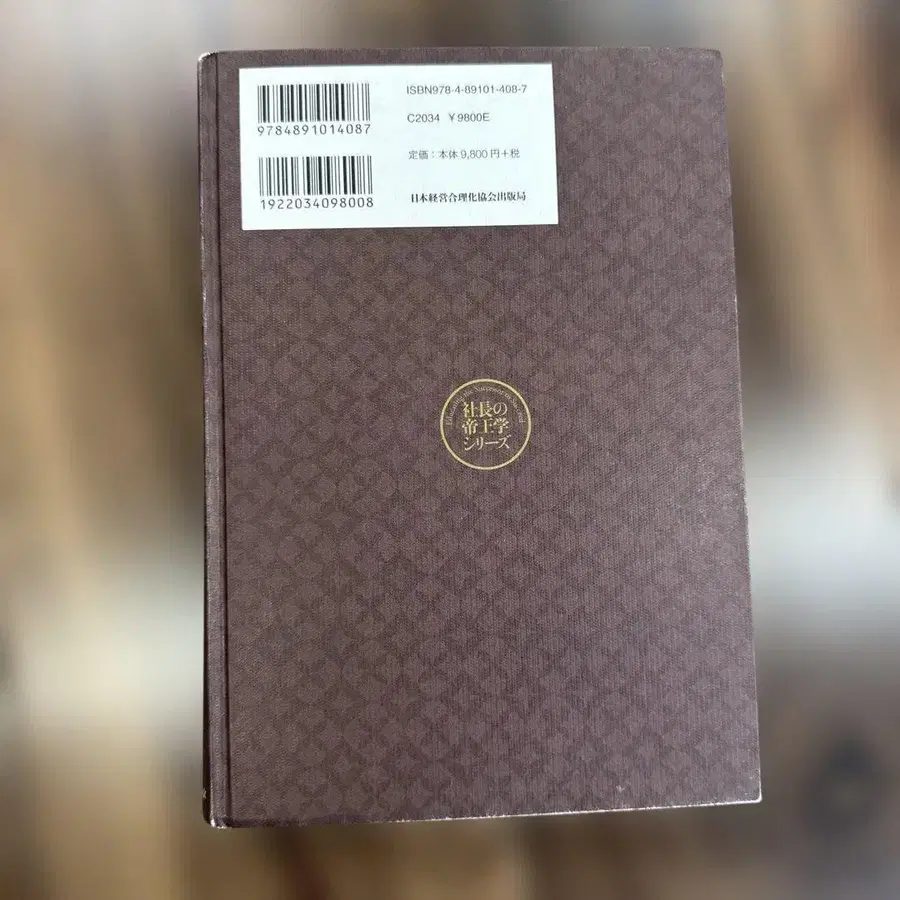 9784891014087
1922034098008
ISBN978-4-89101-408-7
C2034 ¥9800E
定価：本体9,800円+税
日本経営合理化協会出版局
社長の
帝王学
シリーズ